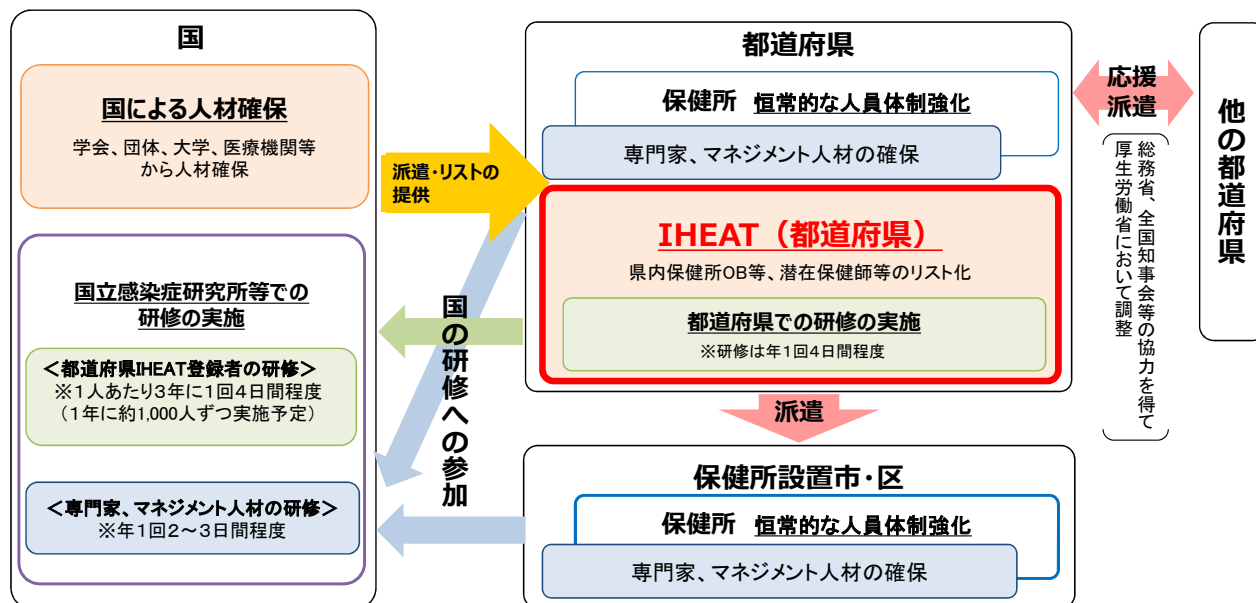 国
国による人材確保
学会、団体、大学、医療機関等
から人材確保
国立感染症研究所等での
研修の実施
＜都道府県IHEAT登録者の研修＞
※１人あたり３年に１回４日間程度
（１年に約1,000人ずつ実施予定）
＜専門家、マネジメント人材の研修＞
※年１回２～３日間程度
派遣・リストの
提供
国の研修への参加
都道府県
保健所　恒常的な人員体制強化
専門家、マネジメント人材の確保
IHEAT（都道府県）
県内保健所OB等、潜在保健師等のリスト化
都道府県での研修の実施
※研修は年１回４日間程度
派遣
保健所設置市・区
保健所　恒常的な人員体制強化
専門家、マネジメント人材の確保
応援
派遣
総務省、全国知事会等の協力を得て
厚生労働省において調整
他の都道府県